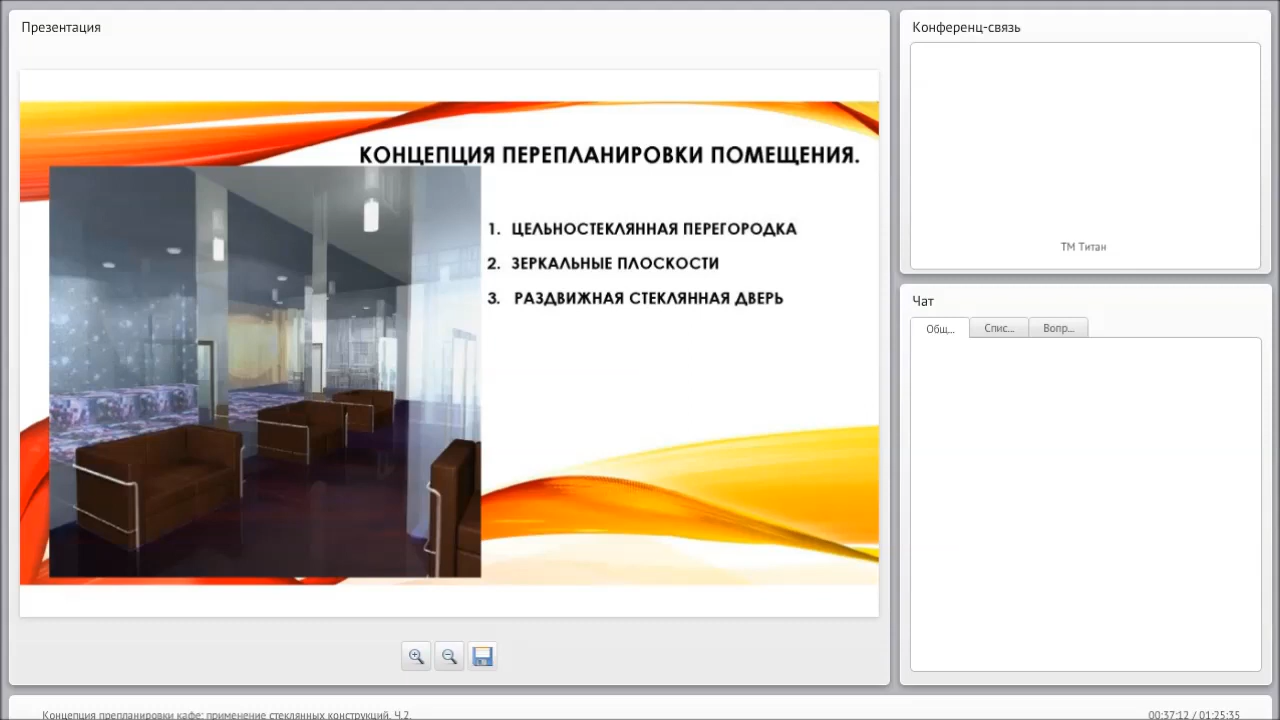 Презентация
КОНЦЕПЦИЯ ПЕРЕПЛАНИРОВКИ ПОМЕЩЕНИЯ.
1. ЦЕЛЬНОСТЕКЛЯННАЯ ПЕРЕГОРОДКА
2. ЗЕРКАЛЬНЫЕ ПЛОСКОСТИ
3. РАЗДВИЖНАЯ СТЕКЛЯННАЯ ДВЕРЬ
Конференц-связь
ТМ Титан
Чат
Общ... Спис... Вопр...
Концепция препланировки кафе: применение стеклянных конструкций. Ч.2.
00:37:12 / 01:25:35